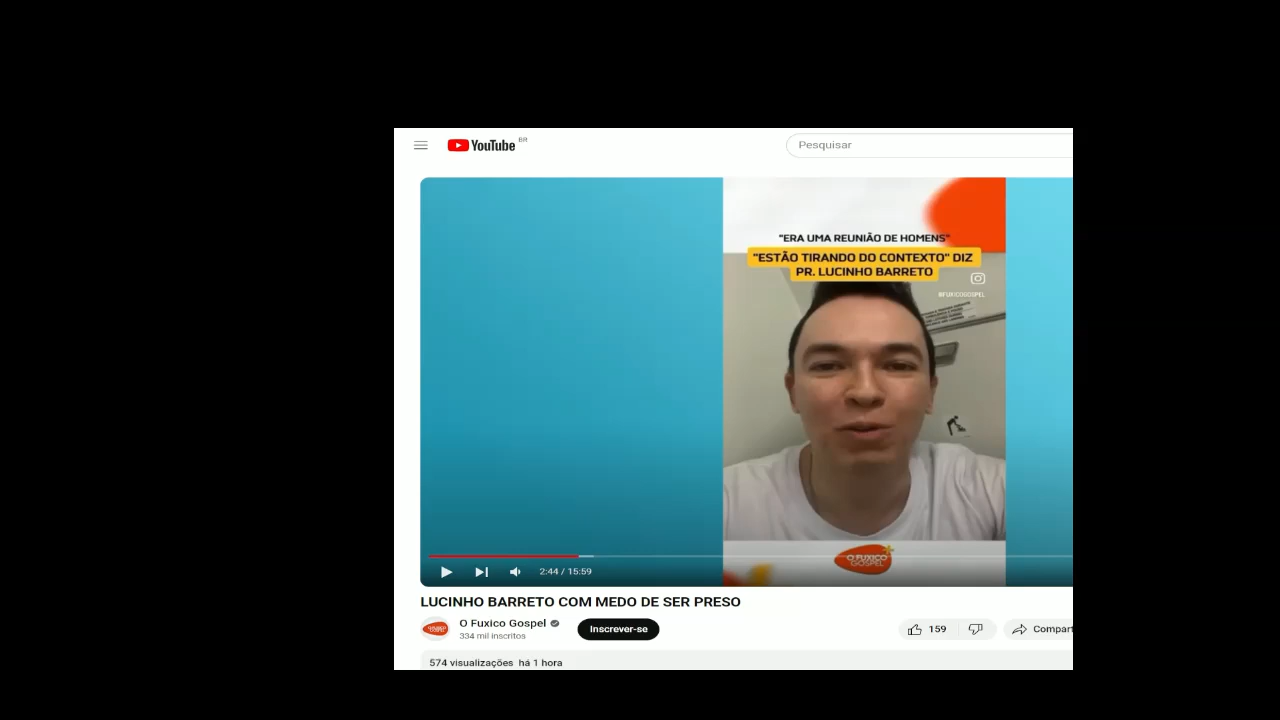 YouTube BR
Pesquisar
"ERA UMA REUNIÃO DE HOMENS"
"ESTÃO TIRANDO DO CONTEXTO" DIZ
PR. LUCINHO BARRETO
@FUXICOGOSPEL
O FUXICO
GOSPEL
2:44 / 15:59
LUCINHO BARRETO COM MEDO DE SER PRESO
O Fuxico Gospel
334 mil inscritos
Inscrever-se
159
Compart
574 visualizações há 1 hora